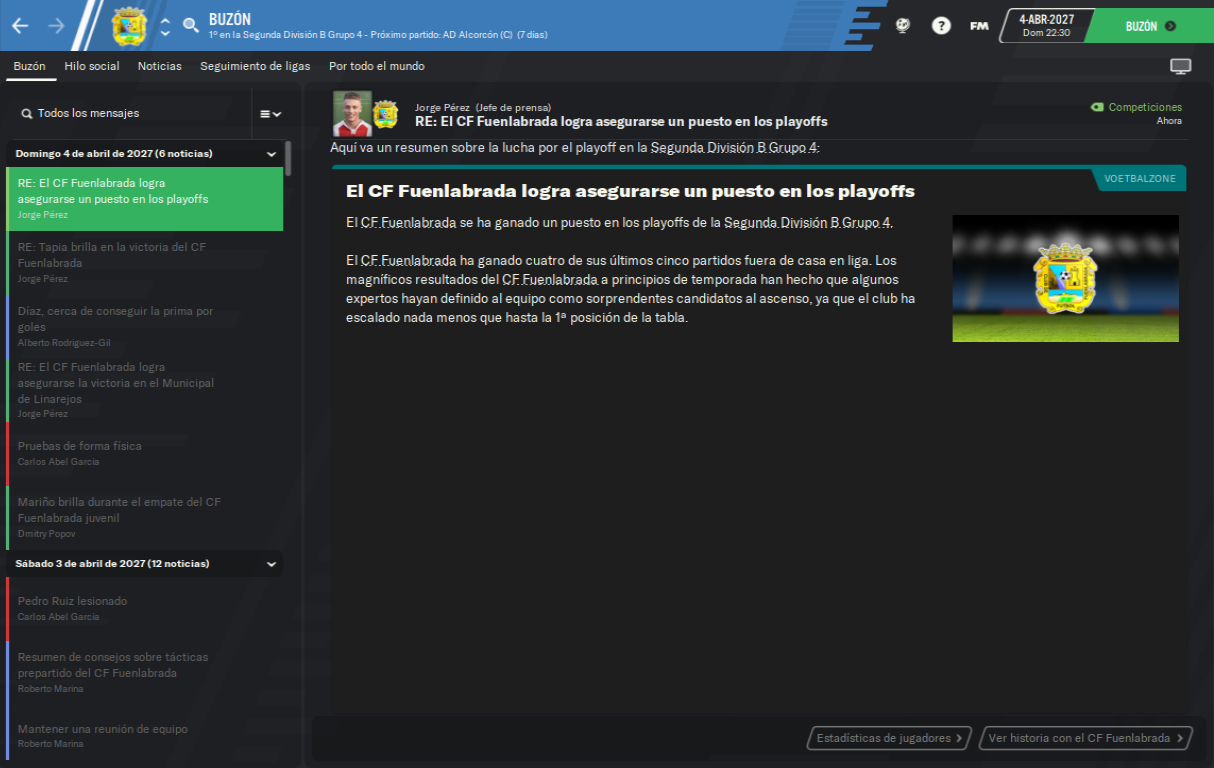 BUZÓN
1º en la Segunda División B Grupo 4 - Próximo partido: AD Alcorcón (C) (7 días)
?
FM
4-ABR-2027
Dom 22:30
BUZÓN
Buzón Hilo social Noticias Seguimiento de ligas Por todo el mundo
Todos los mensajes
Domingo 4 de abril de 2027 (6 noticias)
RE: El CF Fuenlabrada logra
asegurarse un puesto en los playoffs
Jorge Pérez
RE: Tapia brilla en la victoria del CF
Fuenlabrada
Jorge Pérez
Díaz, cerca de conseguir la prima por
goles
Alberto Rodriguez-Gil
RE: El CF Fuenlabrada logra
asegurarse la victoria en el Municipal
de Linarejos
Jorge Pérez
Pruebas de forma física
Carlos Abel García
Mariño brilla durante el empate del CF
Fuenlabrada juvenil
Dmitry Popov
Sábado 3 de abril de 2027 (12 noticias)
Pedro Ruiz lesionado
Carlos Abel García
Resumen de consejos sobre tácticas
prepartido del CF Fuenlabrada
Roberto Marina
Mantener una reunión de equipo
Roberto Marina
Jorge Pérez (Jefe de prensa)
RE: El CF Fuenlabrada logra asegurarse un puesto en los playoffs
Competiciones
Ahora
Aquí va un resumen sobre la lucha por el playoff en la Segunda División B Grupo 4:
VOETBALZONE
El CF Fuenlabrada logra asegurarse un puesto en los playoffs
El CF Fuenlabrada se ha ganado un puesto en los playoffs de la Segunda División B Grupo 4.
El CF Fuenlabrada ha ganado cuatro de sus últimos cinco partidos fuera de casa en liga. Los
magníficos resultados del CF Fuenlabrada a principios de temporada han hecho que algunos
expertos hayan definido al equipo como sorprendentes candidatos al ascenso, ya que el club ha
escalado nada menos que hasta la 1ª posición de la tabla.
Estadísticas de jugadores
Ver historia con el CF Fuenlabrada